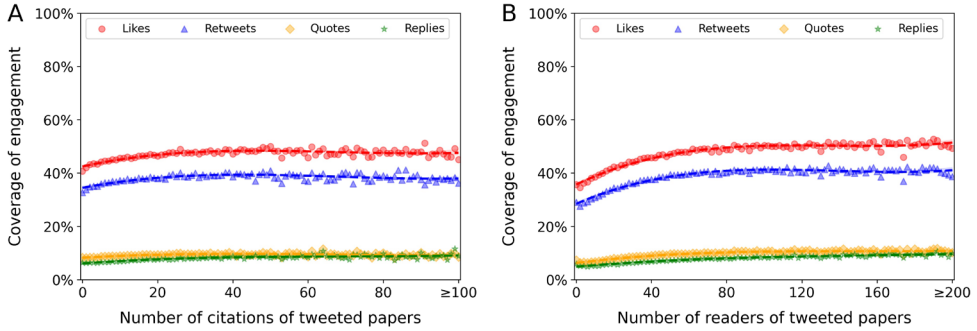 A
Coverage of engagement
100%
80%
60%
40%
20%
0%
Likes Retweets Quotes Replies
0 20 40 60 80 ≥100
Number of citations of tweeted papers
B
Coverage of engagement
100%
80%
60%
40%
20%
0%
Likes Retweets Quotes Replies
0 40 80 120 160 ≥200
Number of readers of tweeted papers